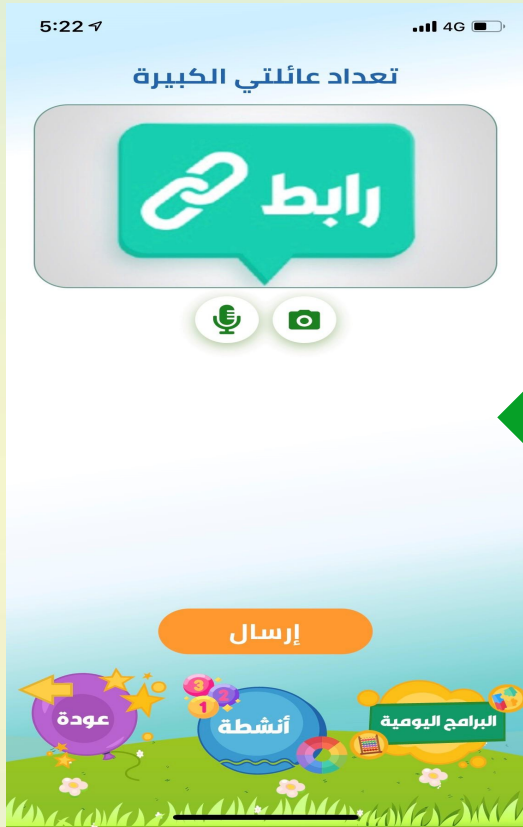 5:22
4G
تعداد عائلتي الكبيرة
رابط
إرسال
3
2
1
البرامج اليومية
أنشطة
عودة